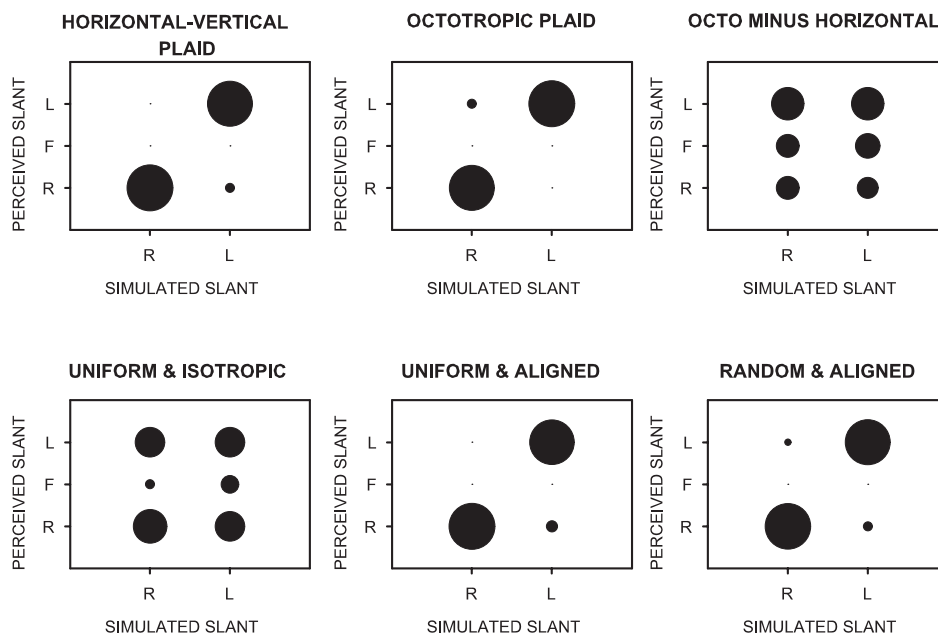 HORIZONTAL-VERTICAL
PLAID
PERCEIVED SLANT
L
F
R
R L
SIMULATED SLANT
OCTOTROPIC PLAID
PERCEIVED SLANT
L
F
R
R L
SIMULATED SLANT
OCTO MINUS HORIZONTAL
PERCEIVED SLANT
L
F
R
R L
SIMULATED SLANT
UNIFORM & ISOTROPIC
PERCEIVED SLANT
L
F
R
R L
SIMULATED SLANT
UNIFORM & ALIGNED
PERCEIVED SLANT
L
F
R
R L
SIMULATED SLANT
RANDOM & ALIGNED
PERCEIVED SLANT
L
F
R
R L
SIMULATED SLANT